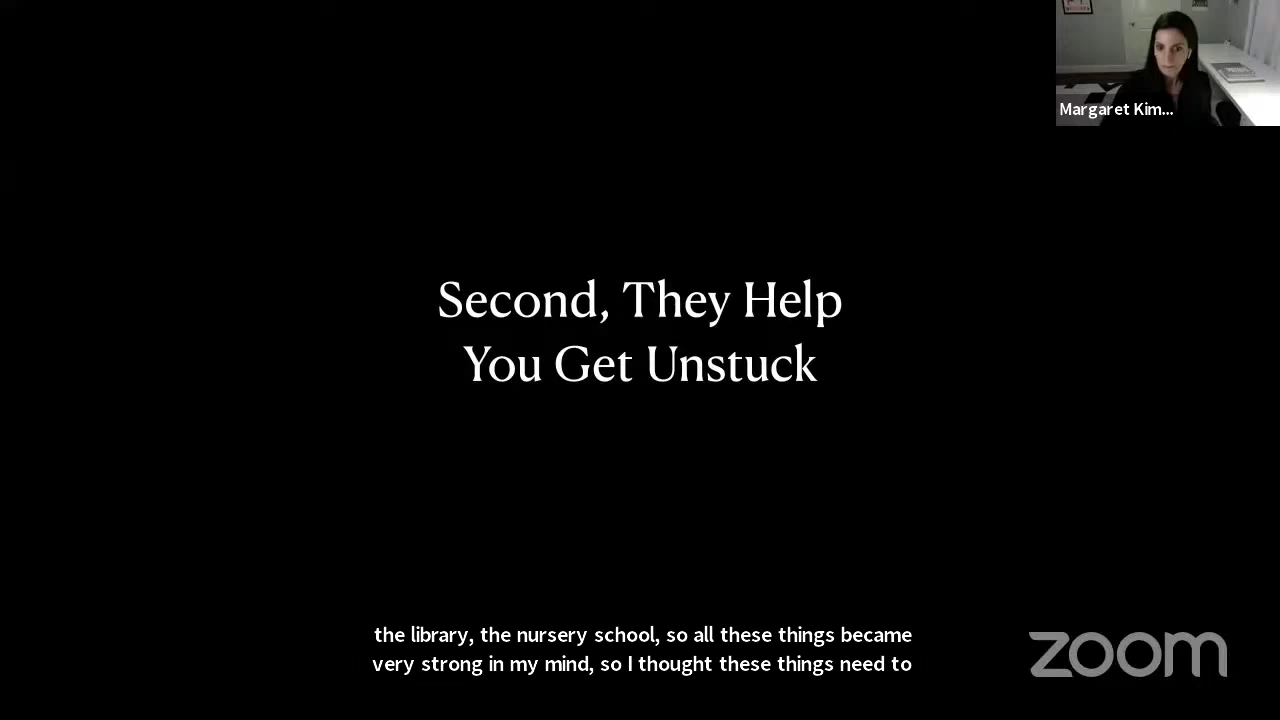 Margaret Kim...
Second, They Help
You Get Unstuck
the library, the nursery school, so all these things became
very strong in my mind, so I thought these things need to
zoom